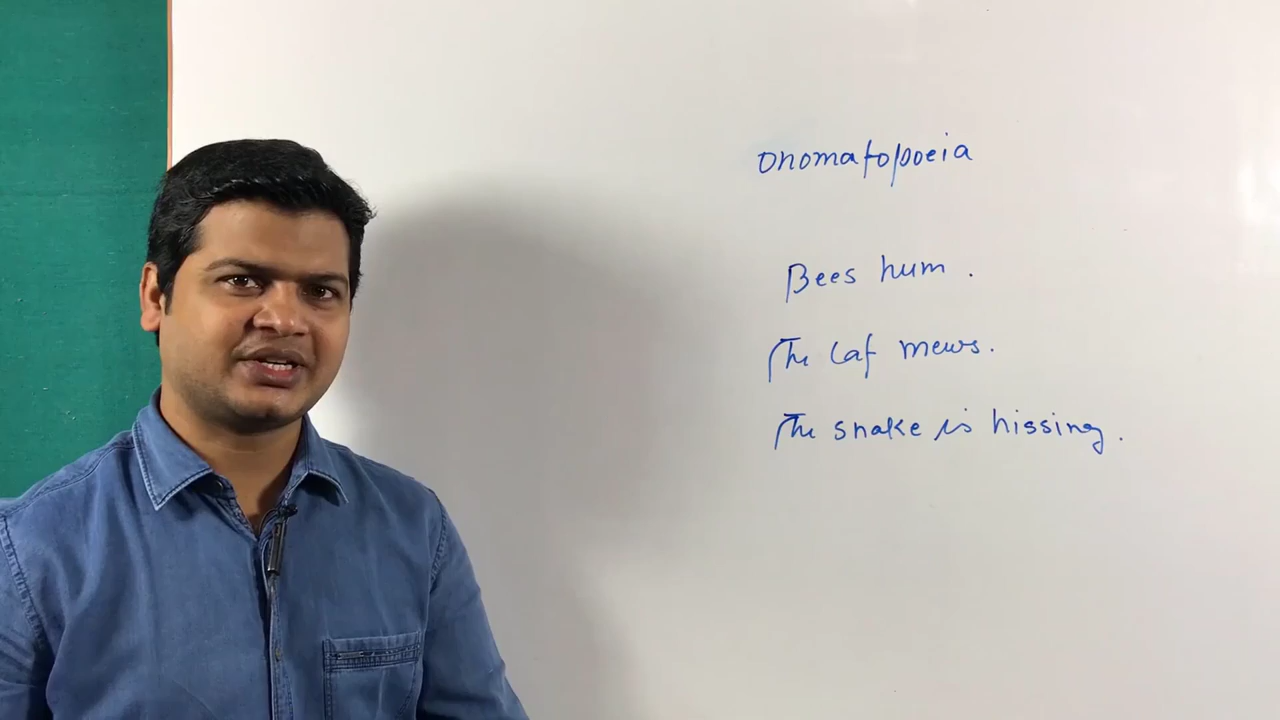 Onomatopoeia
Bees hum.
The Cat mews.
The snake is hissing.